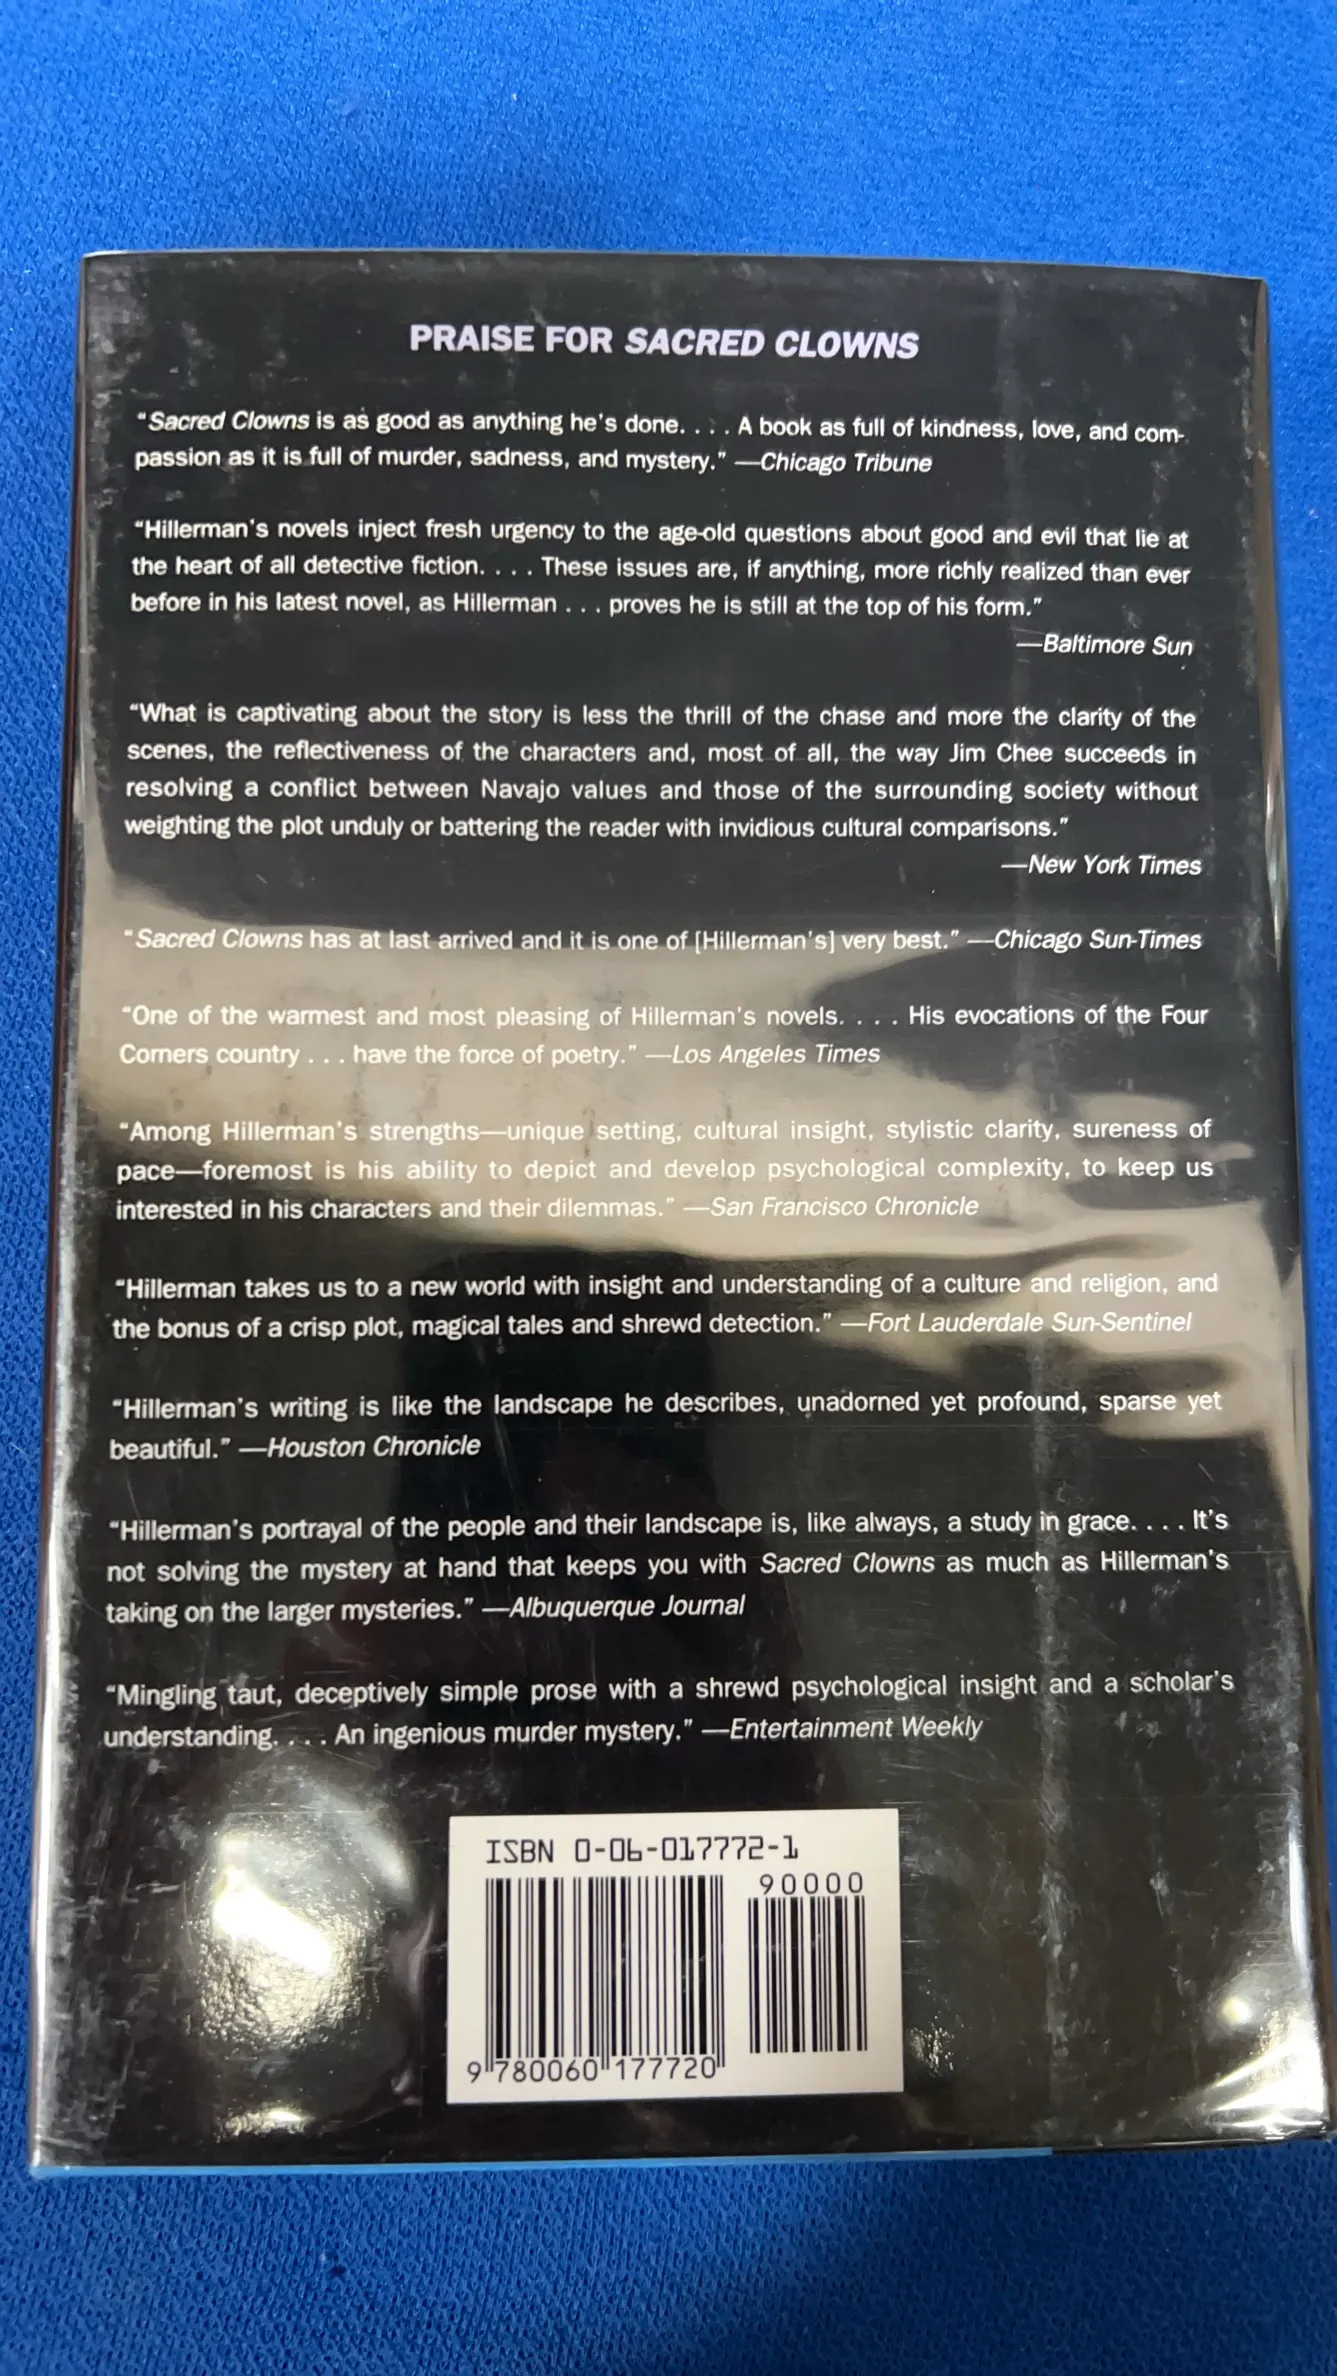 PRAISE FOR SACRED CLOWNS
“Sacred Clowns is as good as anything he's done. . . . A book as full of kindness, love, and com-
passion as it is full of murder, sadness, and mystery.” —Chicago Tribune
“Hillerman's novels inject fresh urgency to the age-old questions about good and evil that lie at
the heart of all detective fiction. . . . These issues are, if anything, more richly realized than ever
before in his latest novel, as Hillerman . . . proves he is still at the top of his form.”
—Baltimore Sun
“What is captivating about the story is less the thrill of the chase and more the clarity of the
scenes, the reflectiveness of the characters and, most of all, the way Jim Chee succeeds in
resolving a conflict between Navajo values and those of the surrounding society without
weighting the plot unduly or battering the reader with invidious cultural comparisons.”
—New York Times
“Sacred Clowns has at last arrived and it is one of [Hillerman's] very best.” —Chicago Sun-Times
“One of the warmest and most pleasing of Hillerman's novels. . . . His evocations of the Four
Corners country . . . have the force of poetry.” —Los Angeles Times
“Among Hillerman's strengths—unique setting, cultural insight, stylistic clarity, sureness of
pace—foremost is his ability to depict and develop psychological complexity, to keep us
interested in his characters and their dilemmas.” —San Francisco Chronicle
“Hillerman takes us to a new world with insight and understanding of a culture and religion, and
the bonus of a crisp plot, magical tales and shrewd detection.” —Fort Lauderdale Sun-Sentinel
“Hillerman's writing is like the landscape he describes, unadorned yet profound, sparse yet
beautiful.” —Houston Chronicle
“Hillerman's portrayal of the people and their landscape is, like always, a study in grace. . . . It's
not solving the mystery at hand that keeps you with Sacred Clowns as much as Hillerman's
taking on the larger mysteries.” —Albuquerque Journal
“Mingling taut, deceptively simple prose with a shrewd psychological insight and a scholar's
understanding. . . . An ingenious murder mystery.” —Entertainment Weekly
ISBN 0-06-017772-1
90000
9 780060 177720